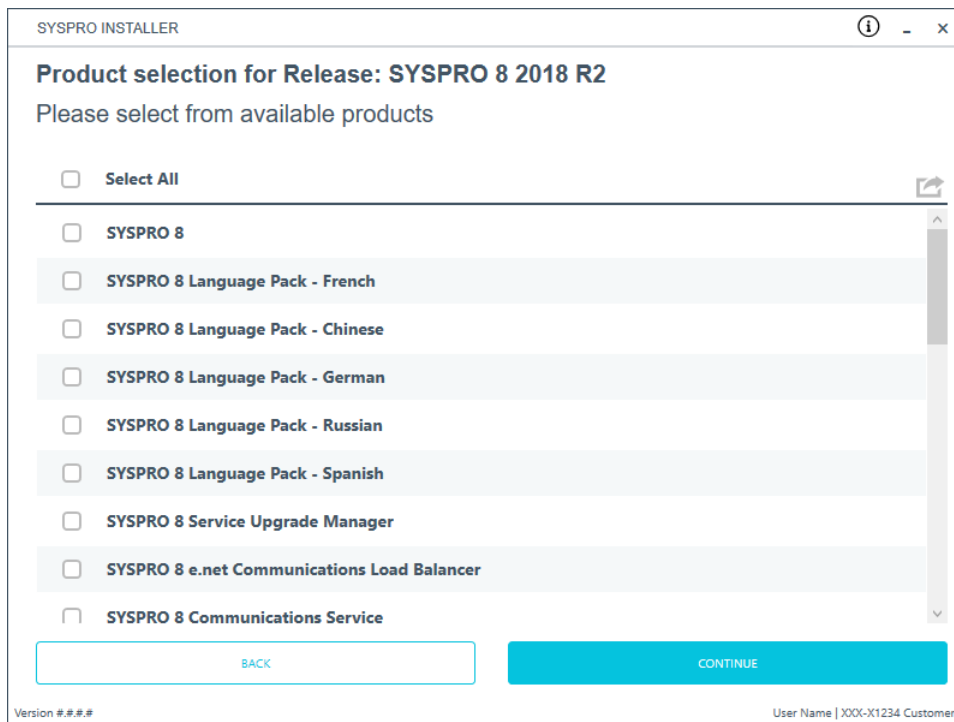 SYSPRO INSTALLER
Product selection for Release: SYSPRO 8 2018 R2
Please select from available products
Select All
SYSPRO 8
SYSPRO 8 Language Pack - French
SYSPRO 8 Language Pack - Chinese
SYSPRO 8 Language Pack - German
SYSPRO 8 Language Pack - Russian
SYSPRO 8 Language Pack - Spanish
SYSPRO 8 Service Upgrade Manager
SYSPRO 8 e.net Communications Load Balancer
SYSPRO 8 Communications Service
BACK CONTINUE
Version #.#.#.# User Name | XXX-X1234 Customer